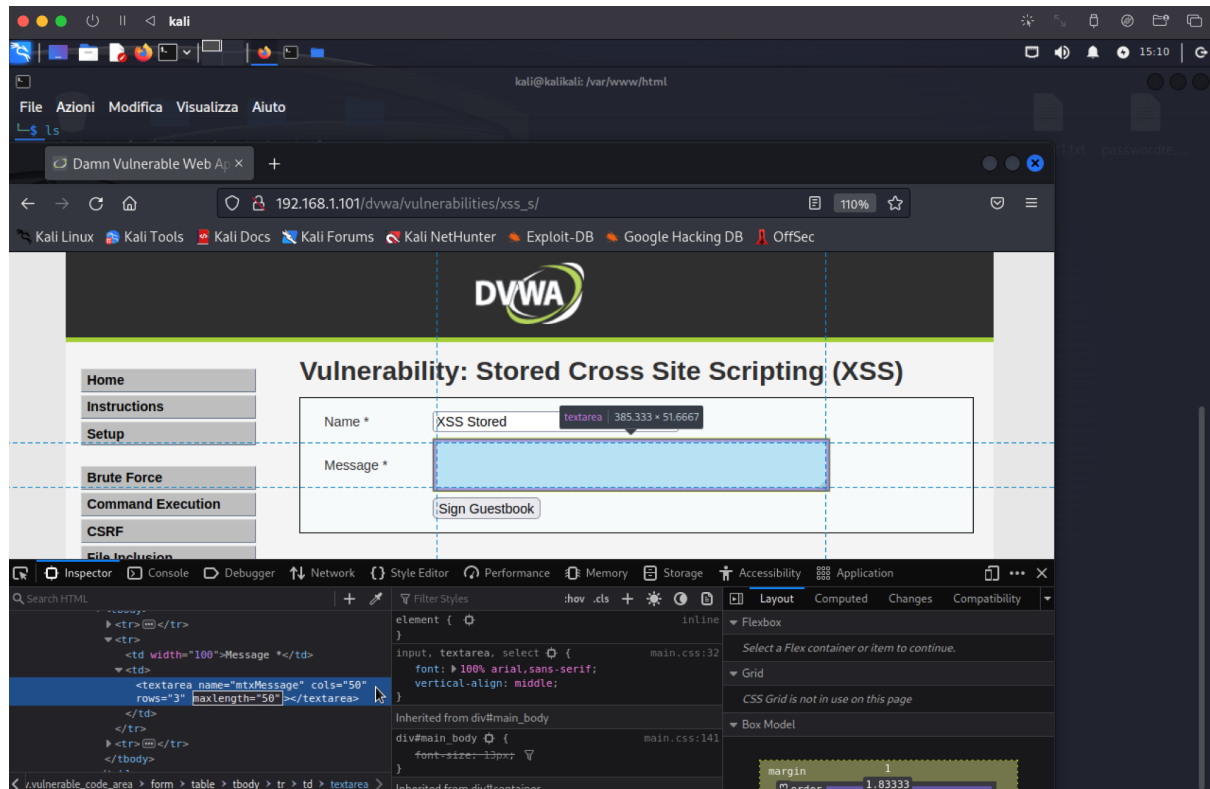 kali
15:10
kali@kalikali: /var/www/html
File Azioni Modifica Visualizza Aiuto
└─$ ls
Damn Vulnerable Web Ap × +
192.168.1.101/dvwa/vulnerabilities/xss_s/ 110%
Kali Linux Kali Tools Kali Docs Kali Forums Kali NetHunter Exploit-DB Google Hacking DB OffSec
DVWA
Vulnerability: Stored Cross Site Scripting (XSS)
Home
Instructions
Setup
Brute Force
Command Execution
CSRF
File Inclusion
Name * XSS Stored
textarea 385.333 × 51.6667
Message *
Sign Guestbook
Inspector Console Debugger Network Style Editor Performance Memory Storage Accessibility Application
Search HTML
<tr></tr>
<tr>
<td width="100">Message *</td>
<td>
<textarea name="mtxMessage" cols="50"
rows="3" maxlength="50"></textarea>
</td>
</tr>
<tr></tr>
</tbody>
.vulnerable_code_area > form > table > tbody > tr > td > textarea
Filter Styles :hov .cls
element { inline
}
input, textarea, select { main.css:32
font: 100% arial,sans-serif;
vertical-align: middle;
}
Inherited from div#main_body
div#main_body { main.css:141
font-size: 13px;
}
Inherited from div#container
Layout Computed Changes Compatibility
Flexbox
Select a Flex container or item to continue.
Grid
CSS Grid is not in use on this page
Box Model
margin 1
1.83333